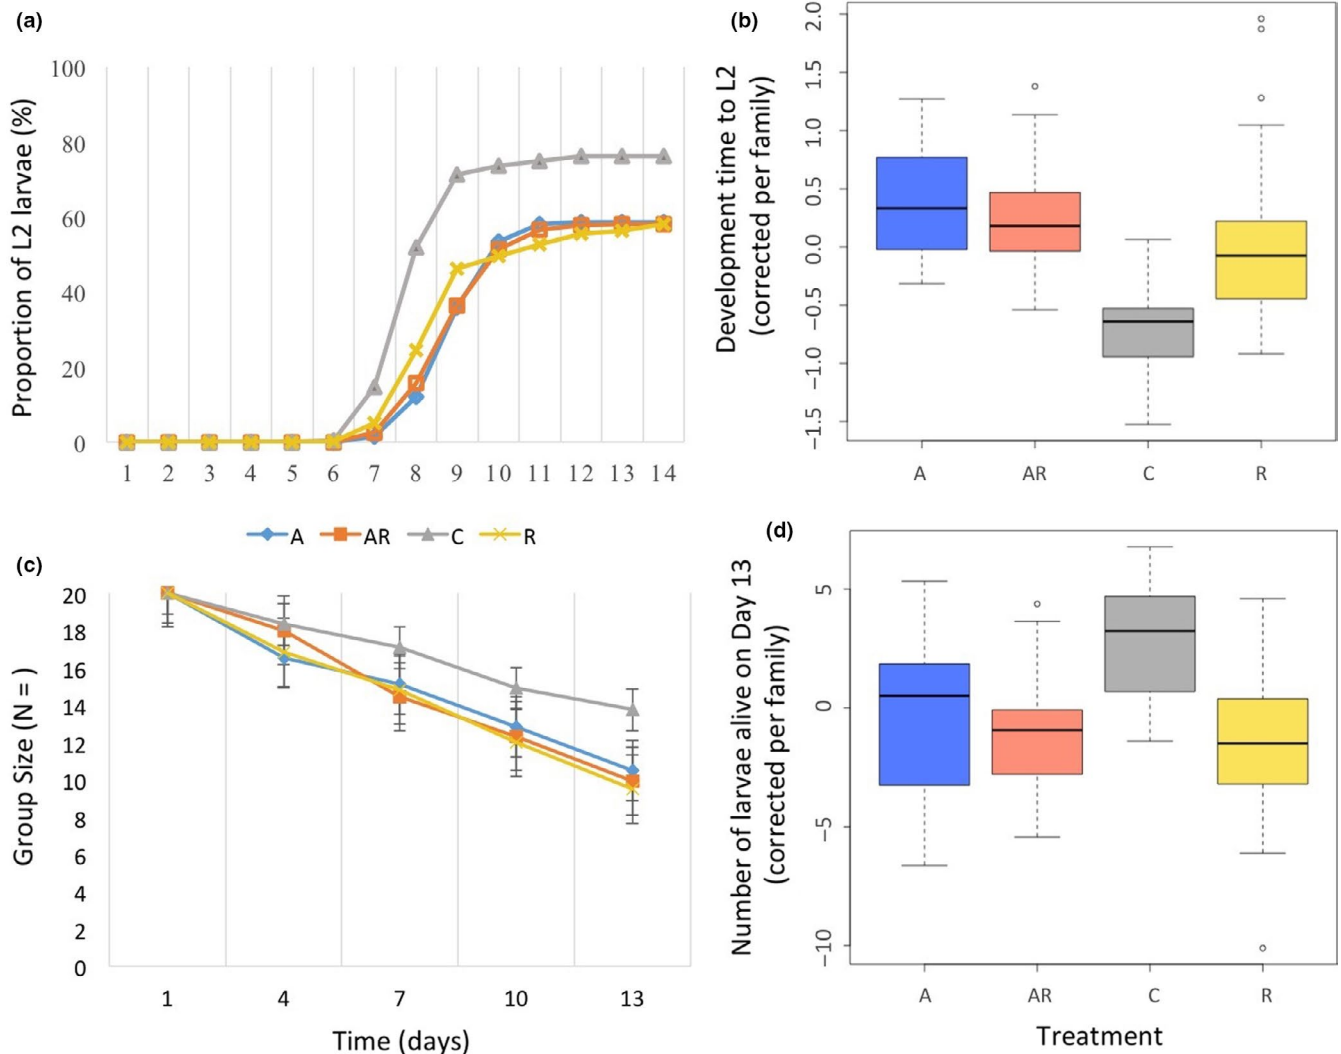 (a)
Proportion of L2 larvae (%)
100
80
60
40
20
0
1 2 3 4 5 6 7 8 9 10 11 12 13 14
A AR C R
(b)
Development time to L2
(corrected per family)
2.0
1.5
1.0
0.5
0.0
−0.5
−1.0
−1.5
A AR C R
(c)
Group Size (N = )
20
18
16
14
12
10
8
6
4
2
0
1 4 7 10 13
Time (days)
(d)
Number of larvae alive on Day 13
(corrected per family)
5
0
−5
−10
A AR C R
Treatment